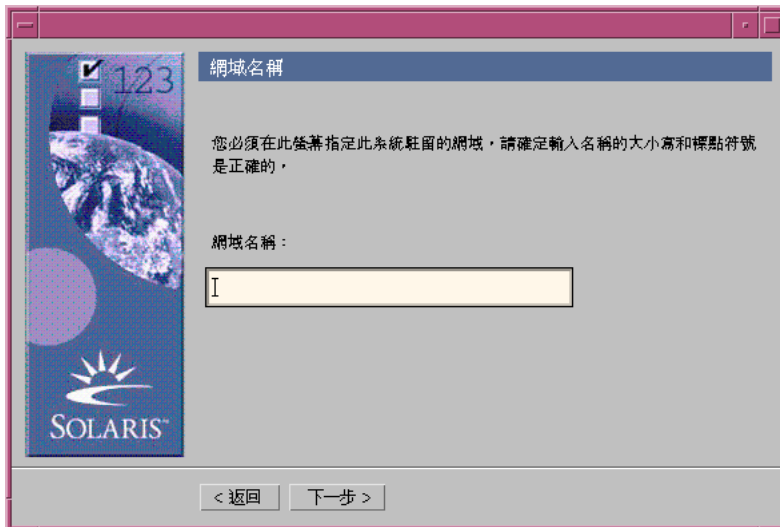 網域名稱
123
您必須在此螢幕指定此系統駐留的網域,請確定輸入名稱的大小寫和標點符號
是正確的,
網域名稱:
SOLARIS™
< 返回
下一步 >